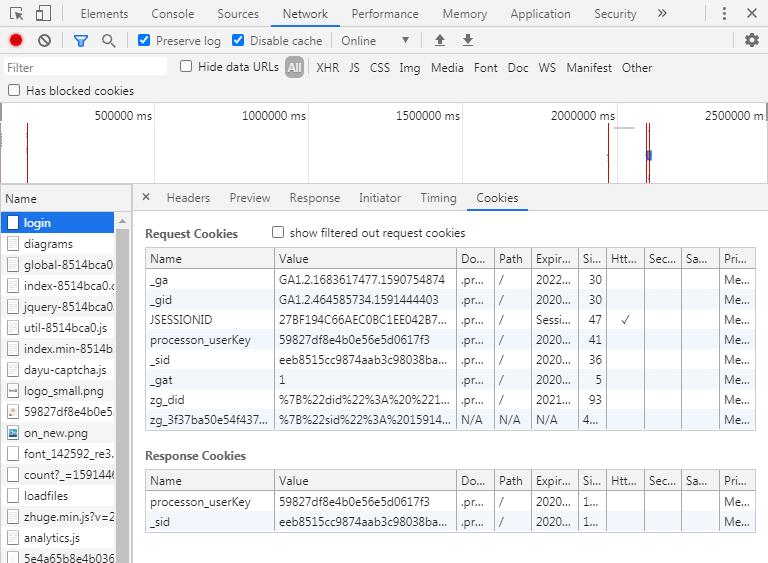 Elements Console Sources Network Performance Memory Application Security
Preserve log Disable cache Online
Filter Hide data URLs All XHR JS CSS Img Media Font Doc WS Manifest Other
Has blocked cookies
500000 ms 1000000 ms 1500000 ms 2000000 ms 2500000 ms
Name
login
diagrams
global-8514bca0
index-8514bca0.c
jquery-8514bca0
util-8514bca0.js
index.min-8514b
dayu-captcha.js
logo_small.png
59827df8e4b0e5
on_new.png
font_142592_re3
count?_=1591446
loadfiles
zhuge.min.js?v=2
analytics.js
5e4a65b8e4b036
Headers Preview Response Initiator Timing Cookies
Request Cookies show filtered out request cookies
Name Value Do... Path Expir... Si... Htt... Sec... Sa... Pri...
_ga GA1.2.1683617477.1590754874 .pr... / 2022... 30 Me...
_gid GA1.2.464585734.1591444403 .pr... / 2020... 30 Me...
JSESSIONID 27BF194C66AEC0BC1EE042B7... .pr... / Sessi... 47 ✓ Me...
processon_userKey 59827df8e4b0e56e5d0617f3 .pr... / 2020... 41 Me...
_sid eeb8515cc9874aab3c98038ba... .pr... / 2020... 36 Me...
_gat 1 .pr... / 2020... 5 Me...
zg_did %7B%22did%22%3A%20%221... .pr... / 2021... 93 Me...
zg_3f37ba50e54f437... %7B%22sid%22%3A%2015914... N/A N/A N/A 4... Me...
Response Cookies
Name Value Do... Path Expir... Si... Htt... Sec... Sa... Pri...
processon_userKey 59827df8e4b0e56e5d0617f3 .pr... / 2020... 1... Me...
_sid eeb8515cc9874aab3c98038ba... .pr... / 2020... 1... Me...